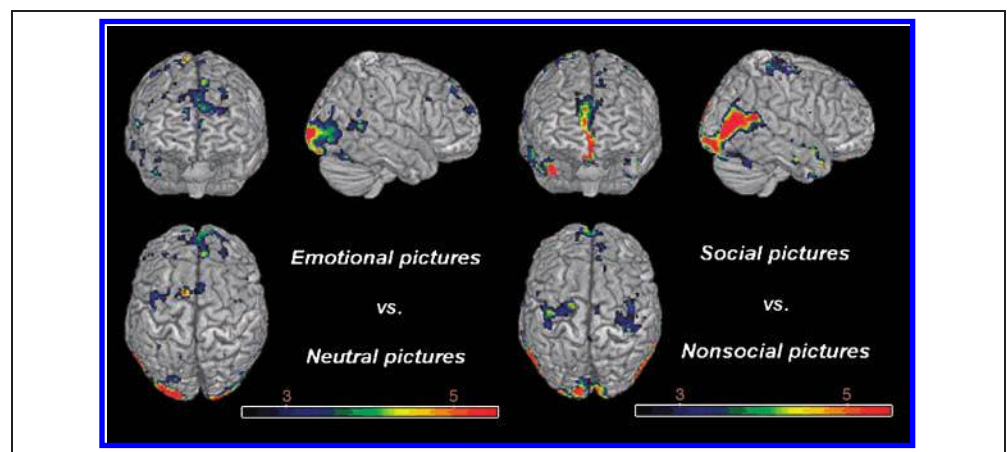 Emotional pictures
vs.
Neutral pictures
3 5
Social pictures
vs.
Nonsocial pictures
3 5